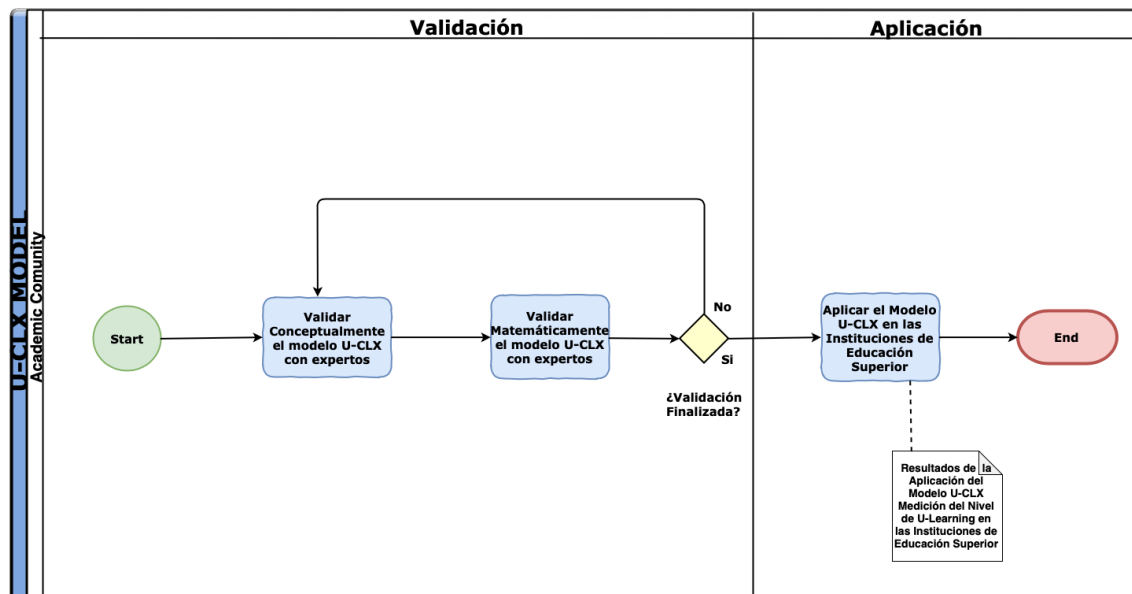 Validación
Aplicación
U-CLX MODEL
Academic Comunity
Start
Validar
Conceptualmente
el modelo U-CLX
con expertos
Validar
Matemáticamente
el modelo U-CLX
con expertos
No
Si
¿Validación
Finalizada?
Aplicar el Modelo
U-CLX en las
Instituciones de
Educación
Superior
End
Resultados de la
Aplicación del
Modelo U-CLX
Medición del Nivel
de U-Learning en
las Instituciones de
Educación Superior